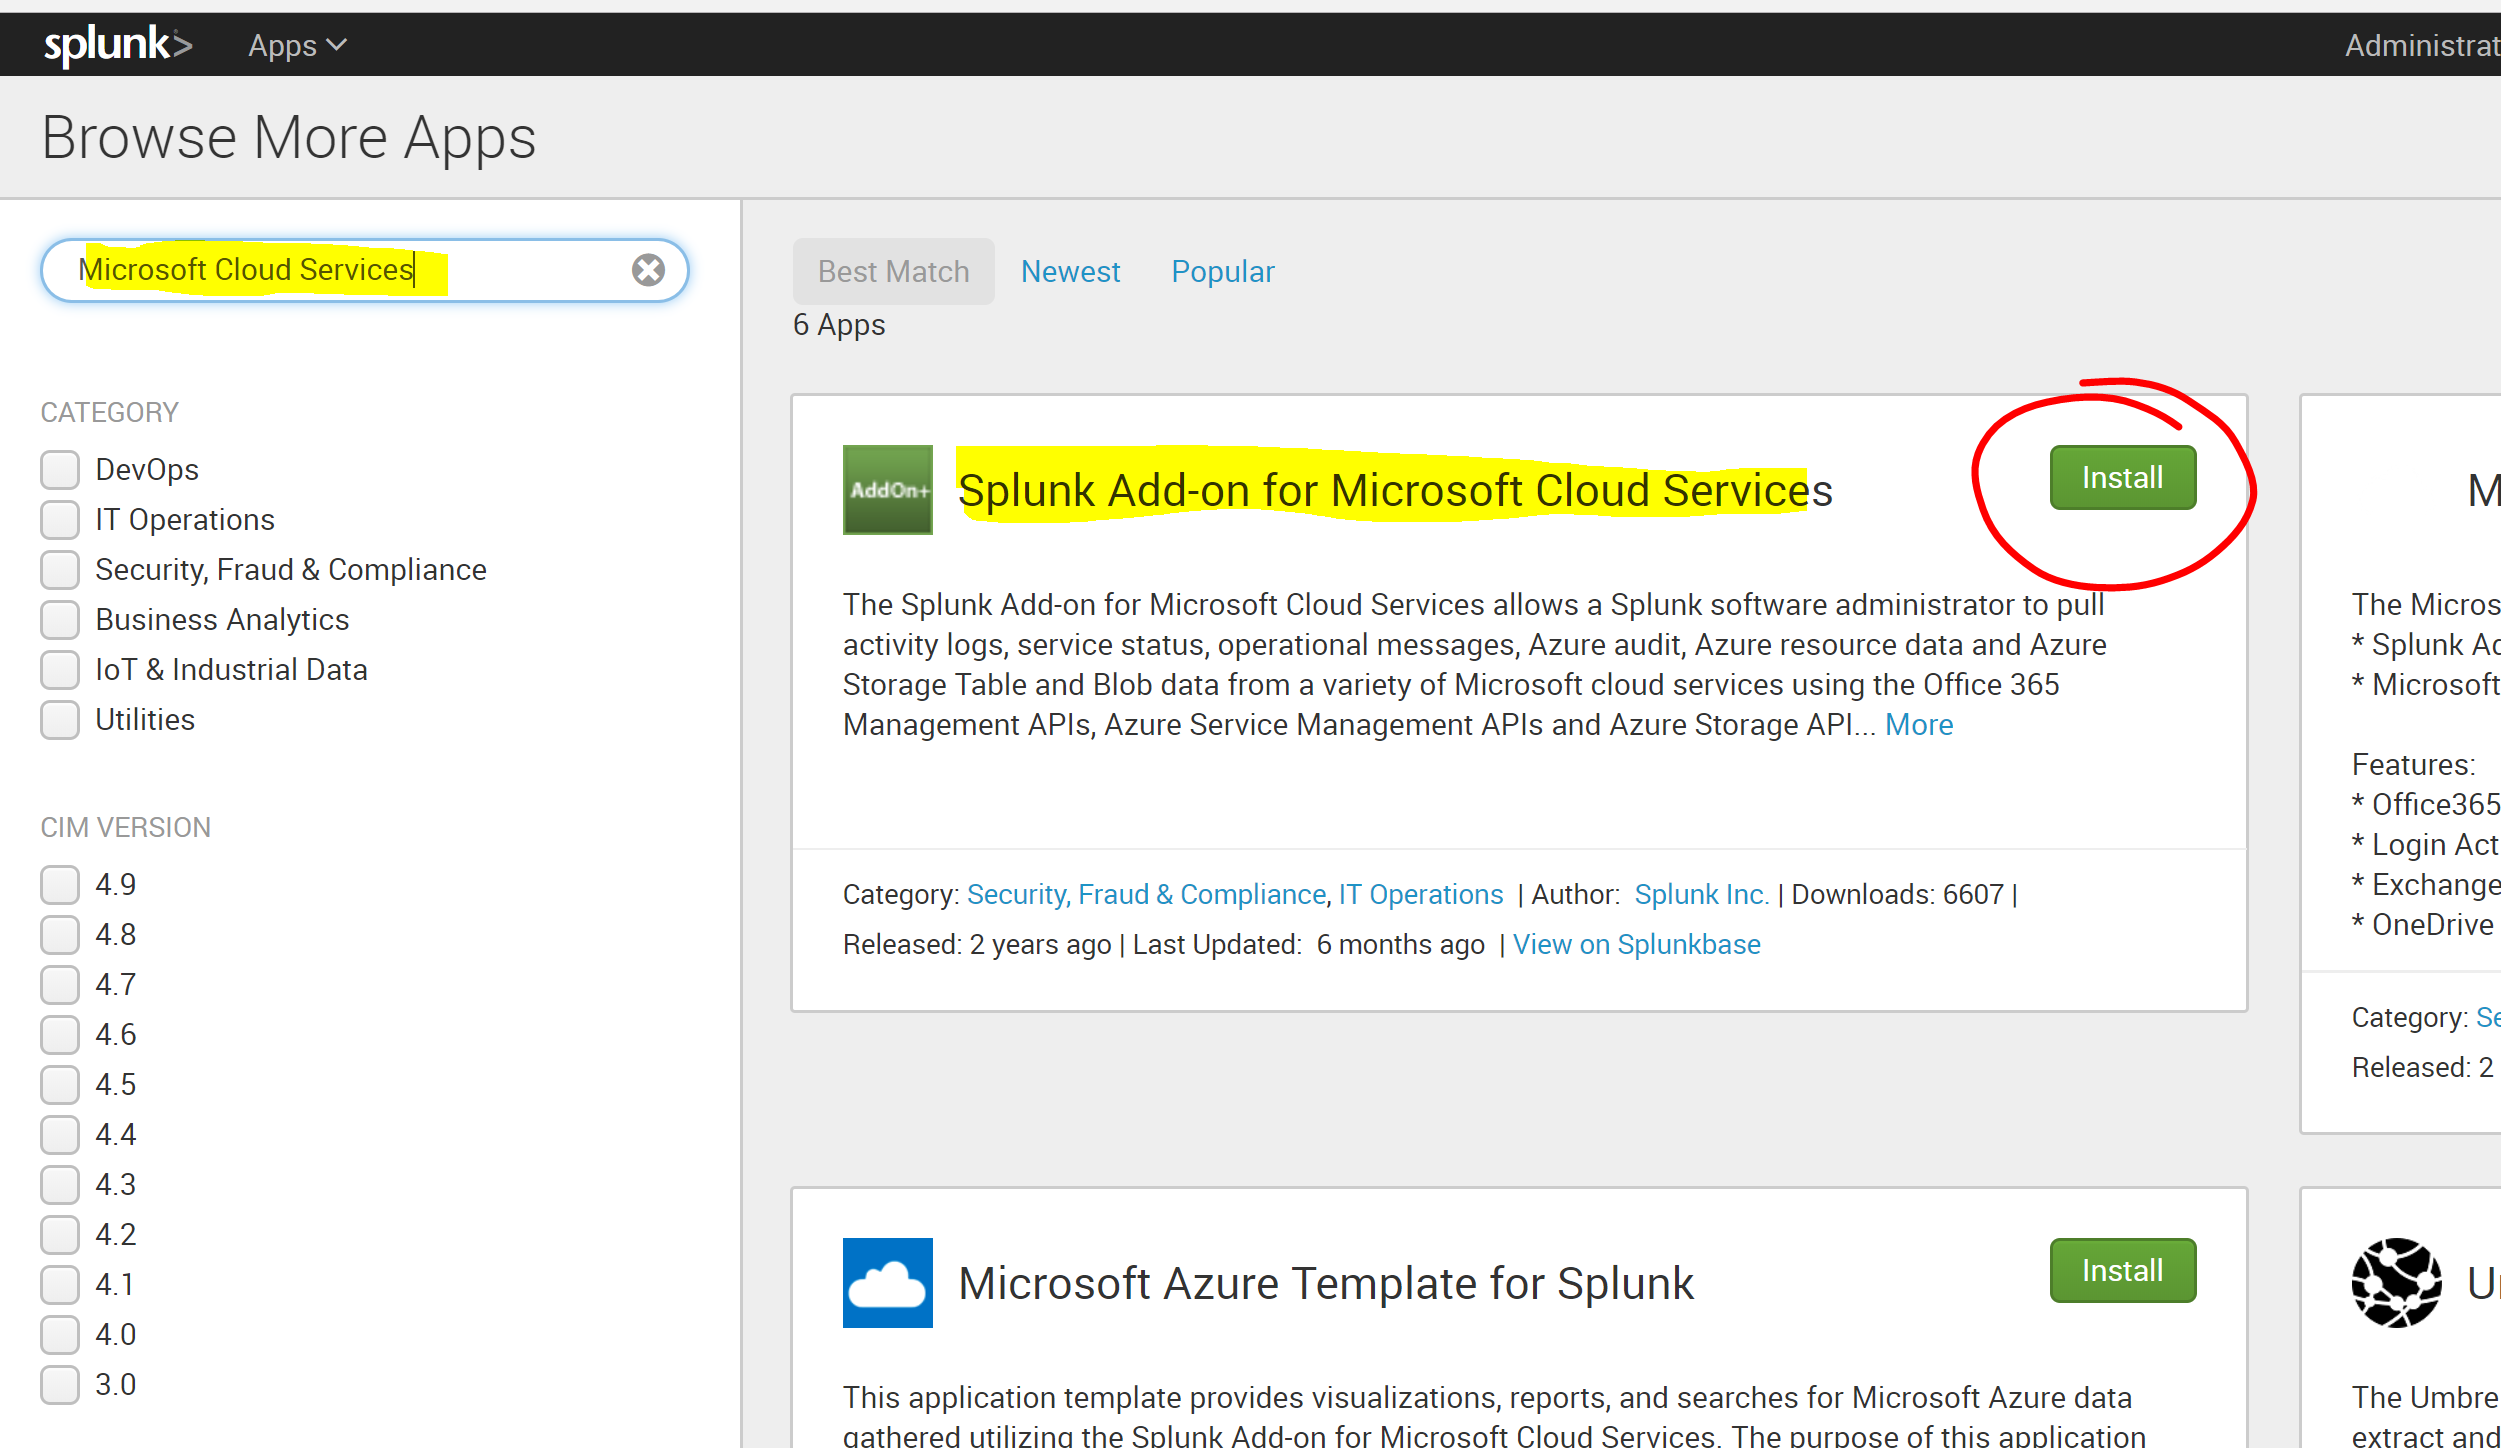 splunk>
Apps
Administrat
Browse More Apps
Microsoft Cloud Services
CATEGORY
DevOps
IT Operations
Security, Fraud & Compliance
Business Analytics
IoT & Industrial Data
Utilities
CIM VERSION
4.9
4.8
4.7
4.6
4.5
4.4
4.3
4.2
4.1
4.0
3.0
Best Match Newest Popular
6 Apps
AddOn+
Splunk Add-on for Microsoft Cloud Services
Install
The Splunk Add-on for Microsoft Cloud Services allows a Splunk software administrator to pull
activity logs, service status, operational messages, Azure audit, Azure resource data and Azure
Storage Table and Blob data from a variety of Microsoft cloud services using the Office 365
Management APIs, Azure Service Management APIs and Azure Storage API... More
Category: Security, Fraud & Compliance, IT Operations | Author: Splunk Inc. | Downloads: 6607 |
Released: 2 years ago | Last Updated: 6 months ago | View on Splunkbase
M
The Micros
* Splunk Ad
* Microsoft
Features:
* Office365
* Login Act
* Exchange
* OneDrive
Category: Se
Released: 2
Microsoft Azure Template for Splunk
Install
This application template provides visualizations, reports, and searches for Microsoft Azure data
gathered utilizing the Splunk Add-on for Microsoft Cloud Services. The purpose of this application
The Umbre
extract and